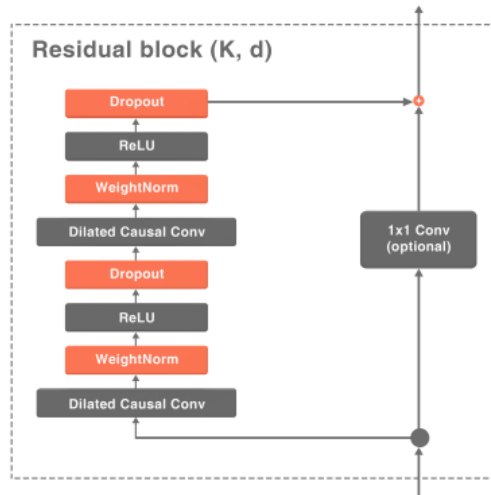 Residual block (K, d)
Dropout
+
ReLU
WeightNorm
Dilated Causal Conv
1x1 Conv
(optional)
Dropout
ReLU
WeightNorm
Dilated Causal Conv